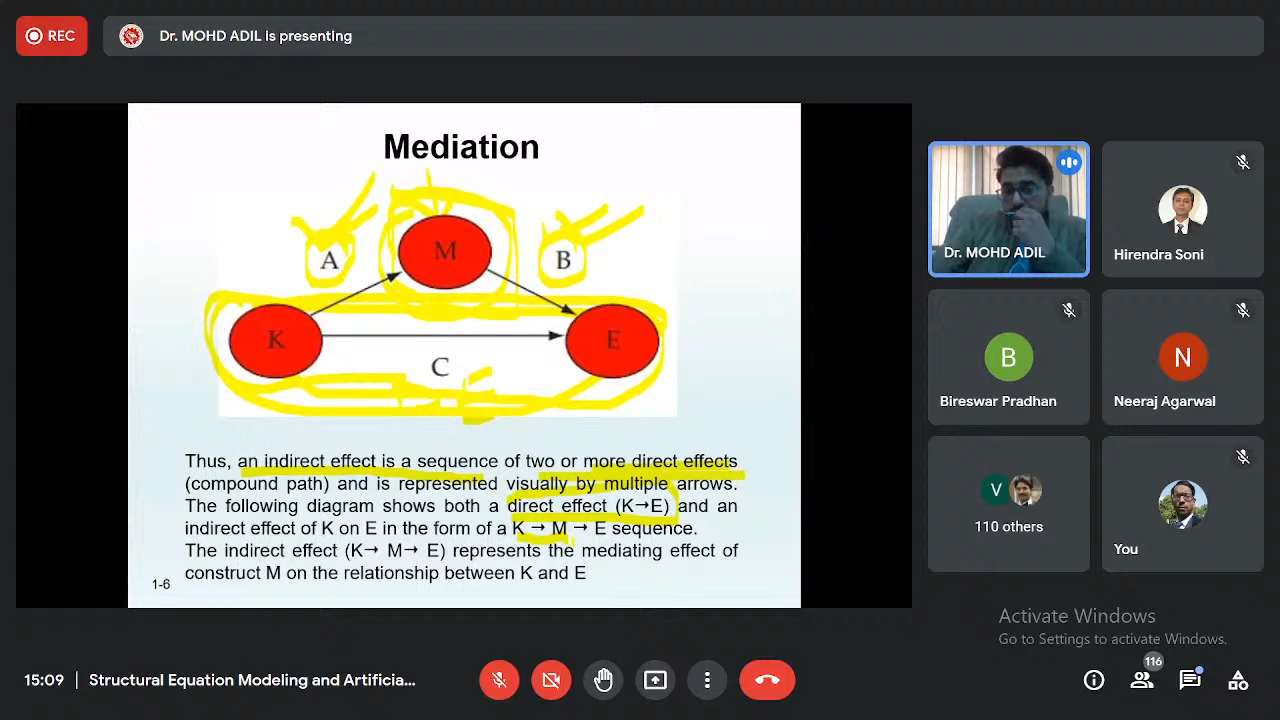 REC
Dr. MOHD ADIL is presenting
Mediation
A
M
B
K
E
C
Thus, an indirect effect is a sequence of two or more direct effects
(compound path) and is represented visually by multiple arrows.
The following diagram shows both a direct effect (K→E) and an
indirect effect of K on E in the form of a K → M → E sequence.
The indirect effect (K→ M→ E) represents the mediating effect of
construct M on the relationship between K and E
1-6
Dr. MOHD ADIL
Hirendra Soni
B
Bireswar Pradhan
N
Neeraj Agarwal
V
110 others
You
Activate Windows
Go to Settings to activate Windows.
15:09 | Structural Equation Modeling and Artificia...
116